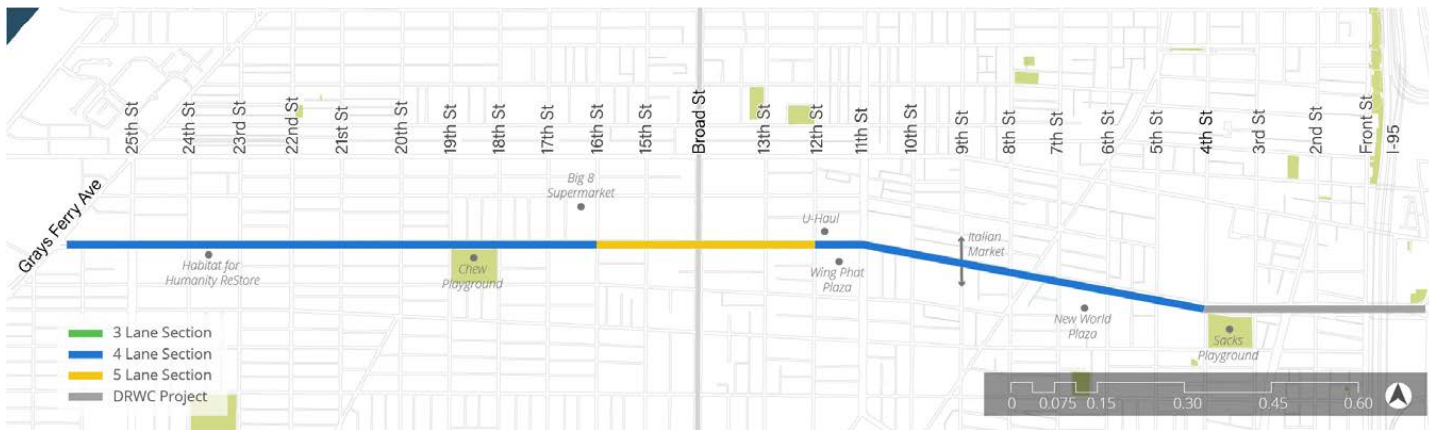 25th St
24th St
23rd St
22nd St
21st St
20th St
19th St
18th St
17th St
16th St
15th St
Broad St
13th St
12th St
11th St
10th St
9th St
8th St
7th St
6th St
5th St
4th St
3rd St
2nd St
Front St
I-95
Grays Ferry Ave
Big 8
Supermarket
U-Haul
Italian
Market
Habitat for
Humanity ReStore
Chew
Playground
Wing Phat
Plaza
New World
Plaza
Sacks
Playground
3 Lane Section
4 Lane Section
5 Lane Section
DRWC Project
0 0.075 0.15 0.30 0.45 0.60